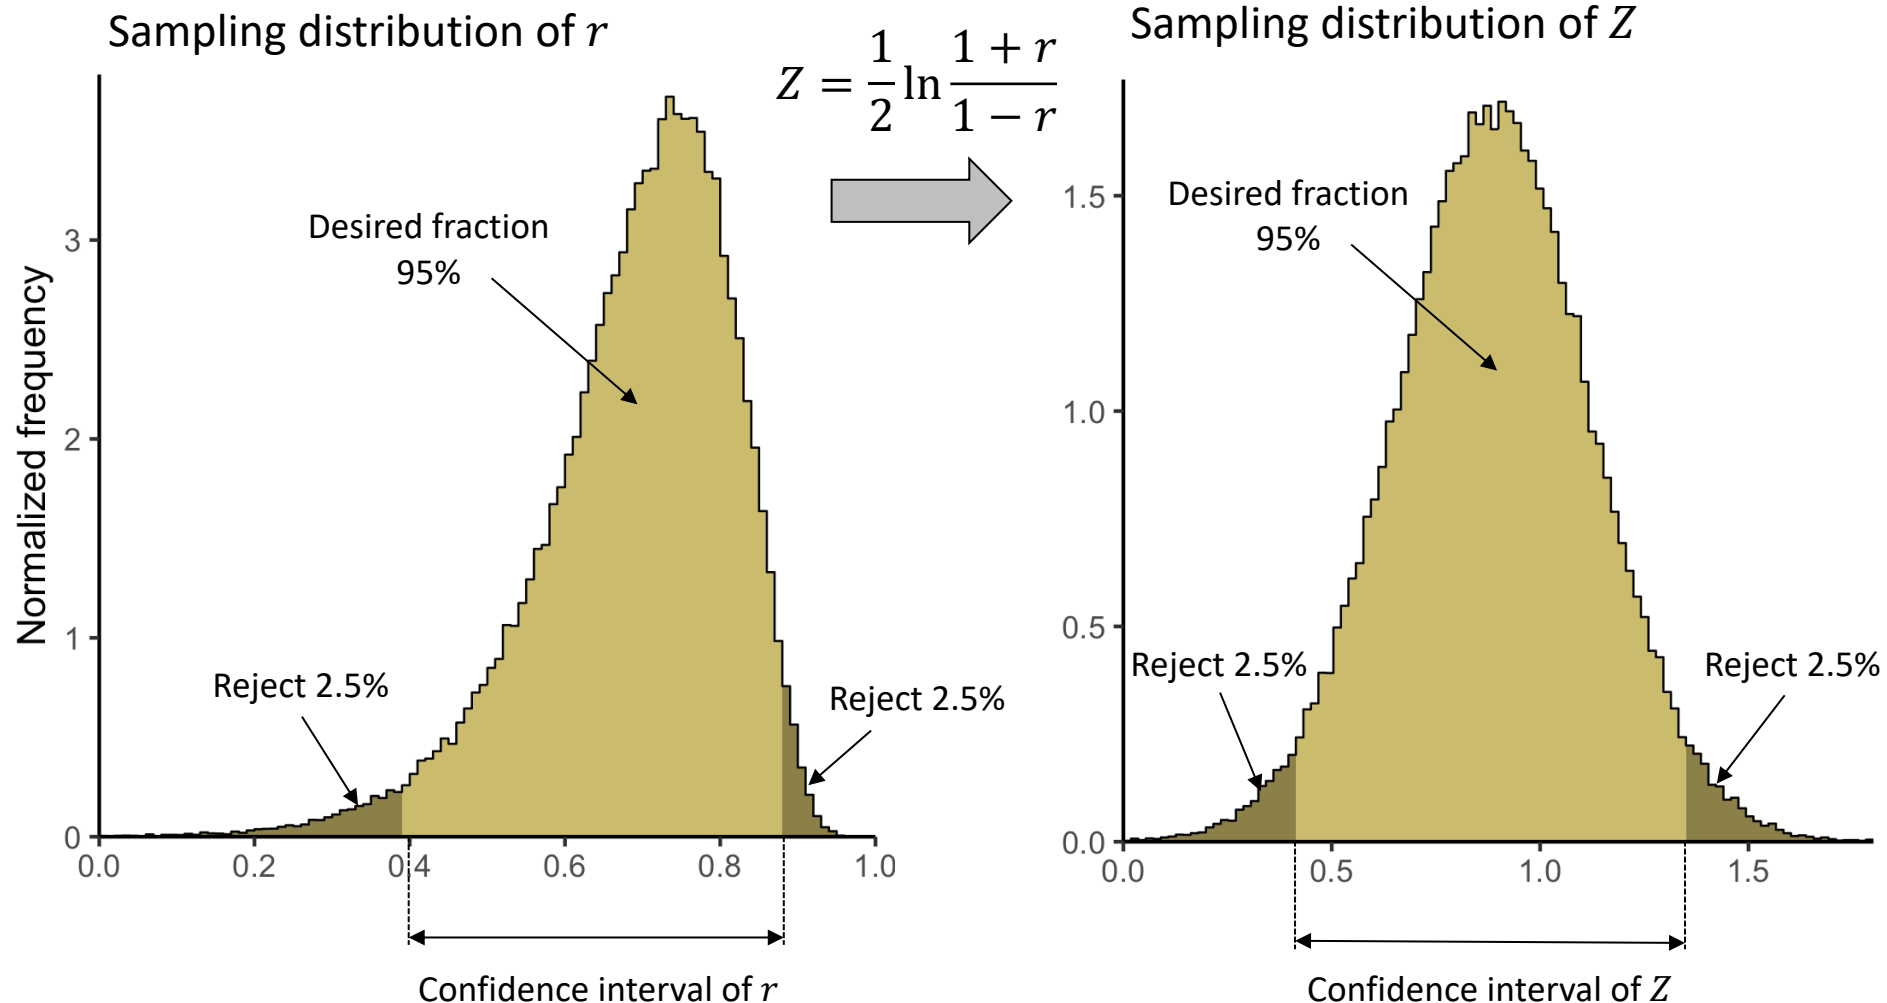 Sampling distribution of r
Z = 1/2 ln (1 + r)/(1 − r)
Sampling distribution of Z
Normalized frequency
3
2
1
0
Desired fraction
95%
Reject 2.5%
Reject 2.5%
0.0 0.2 0.4 0.6 0.8 1.0
Confidence interval of r
1.5
1.0
0.5
0.0
Desired fraction
95%
Reject 2.5%
Reject 2.5%
0.0 0.5 1.0 1.5
Confidence interval of Z